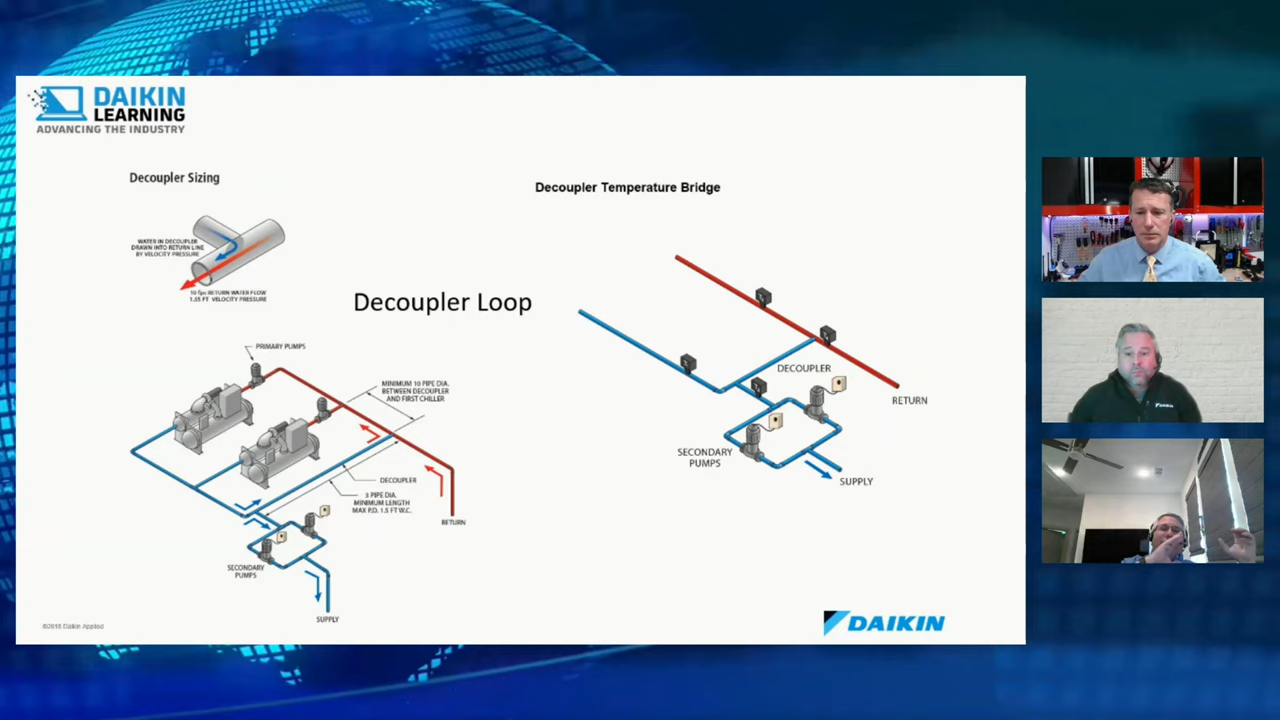 DAIKIN
LEARNING
ADVANCING THE INDUSTRY
Decoupler Sizing
WATER IN DECOUPLER
DRAWN INTO RETURN LINE
BY VELOCITY PRESSURE
10 fps RETURN WATER FLOW
1.55 FT VELOCITY PRESSURE
Decoupler Temperature Bridge
Decoupler Loop
PRIMARY PUMPS
MINIMUM 10 PIPE DIA.
BETWEEN DECOUPLER
AND FIRST CHILLER
DECOUPLER
3 PIPE DIA.
MINIMUM LENGTH
MAX P.D. 1.5 FT W.C.
RETURN
SECONDARY
PUMPS
SUPPLY
DECOUPLER
RETURN
SECONDARY
PUMPS
SUPPLY
©2018 Daikin Applied
DAIKIN
DAIKIN